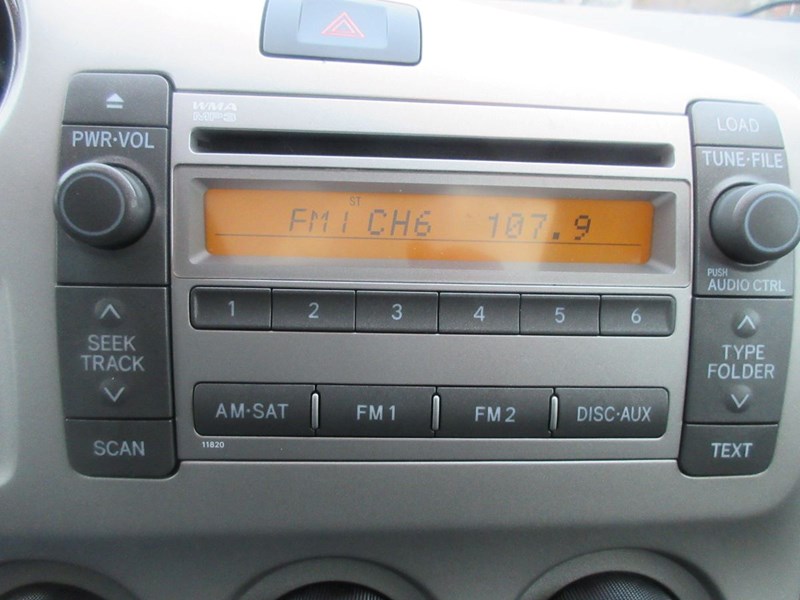 WMA
MP3
PWR·VOL
LOAD
TUNE·FILE
ST
FM1 CH6 107.9
PUSH
AUDIO CTRL
1 2 3 4 5 6
SEEK
TRACK
TYPE
FOLDER
AM·SAT FM1 FM2 DISC·AUX
SCAN
11820
TEXT